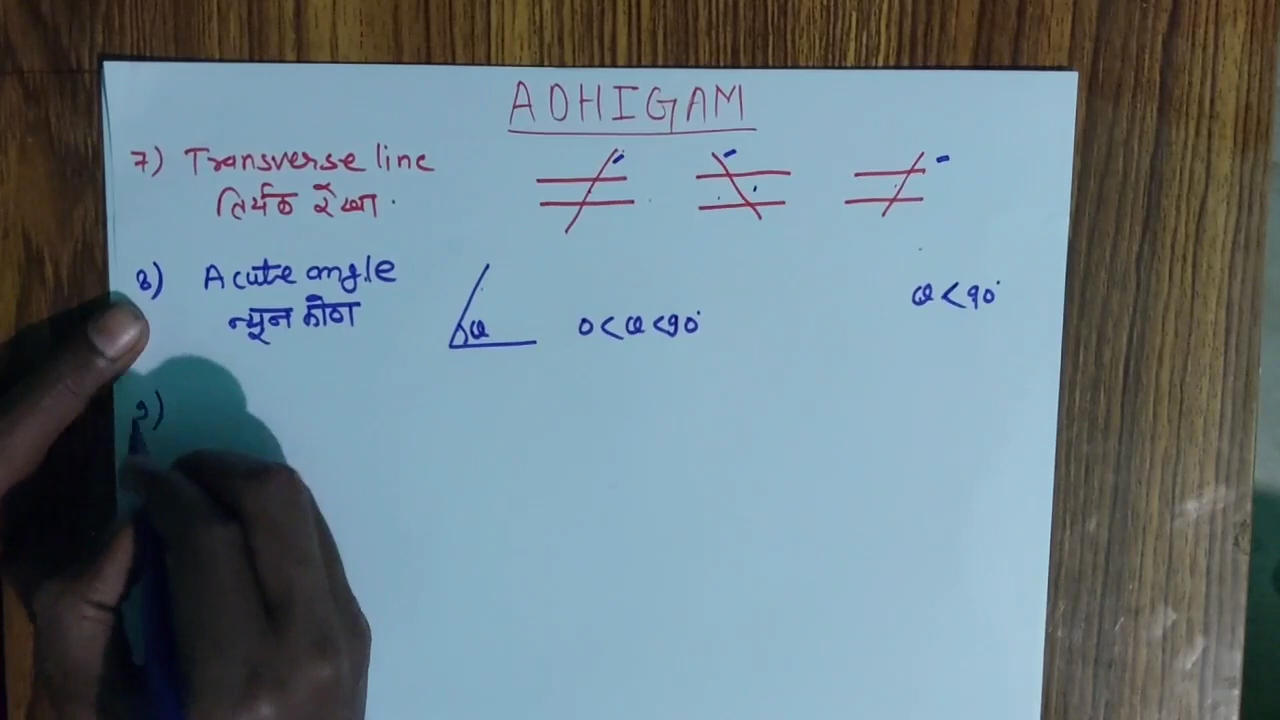 ADHIGAM
7) Transverse line
तिर्यक रेखा
8) Acute angle θ<90°
न्यून कोण θ 0<θ<90°
9)